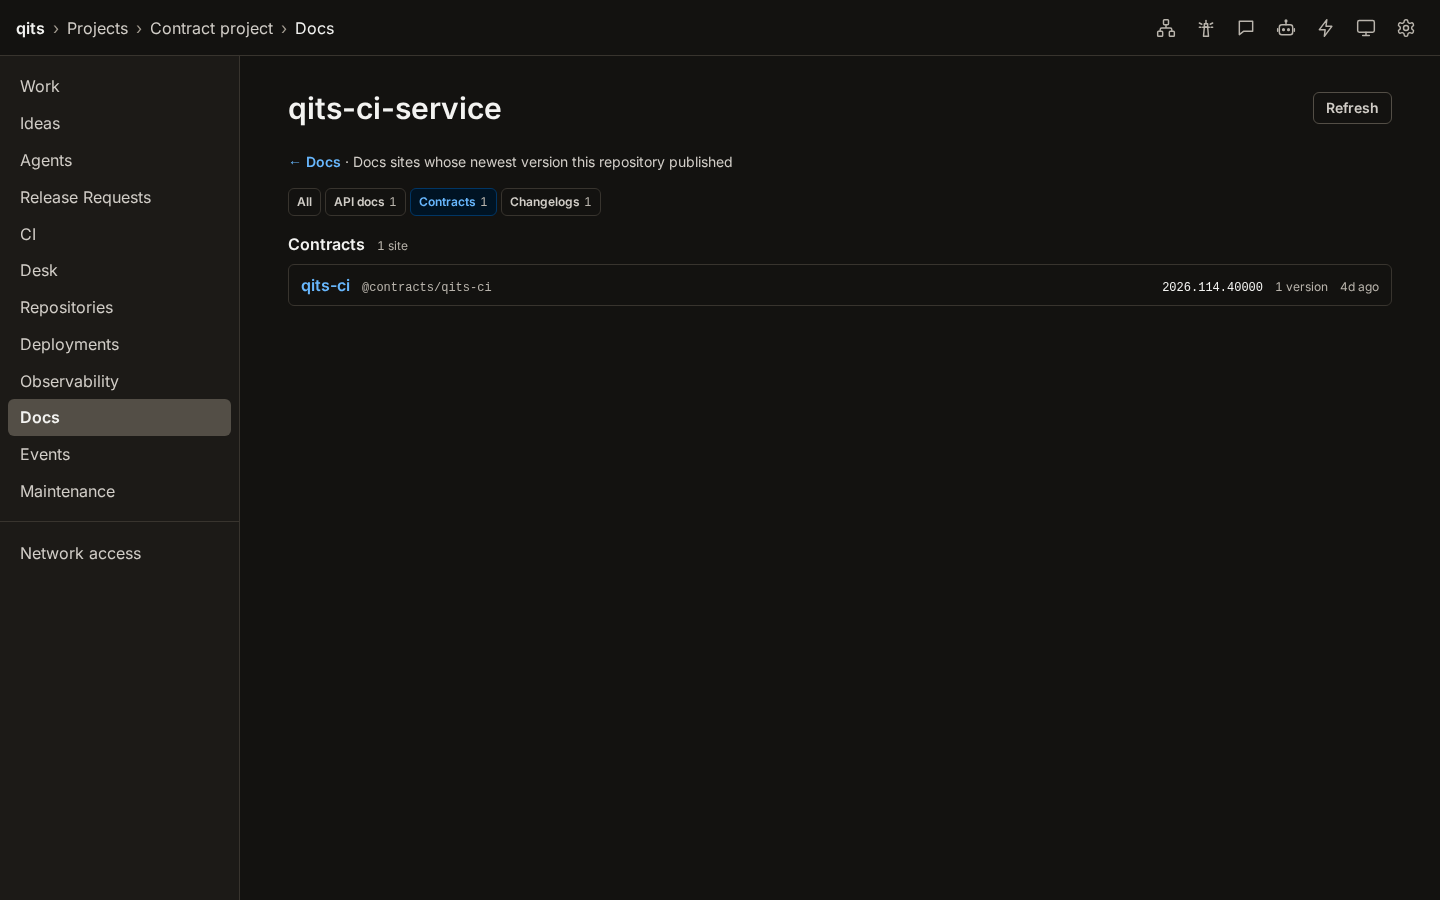 qits › Projects › Contract project › Docs
Work
Ideas
Agents
Release Requests
CI
Desk
Repositories
Deployments
Observability
Docs
Events
Maintenance
Network access
qits-ci-service
Refresh
← Docs · Docs sites whose newest version this repository published
All
API docs 1
Contracts 1
Changelogs 1
Contracts 1 site
qits-ci @contracts/qits-ci 2026.114.40000 1 version 4d ago